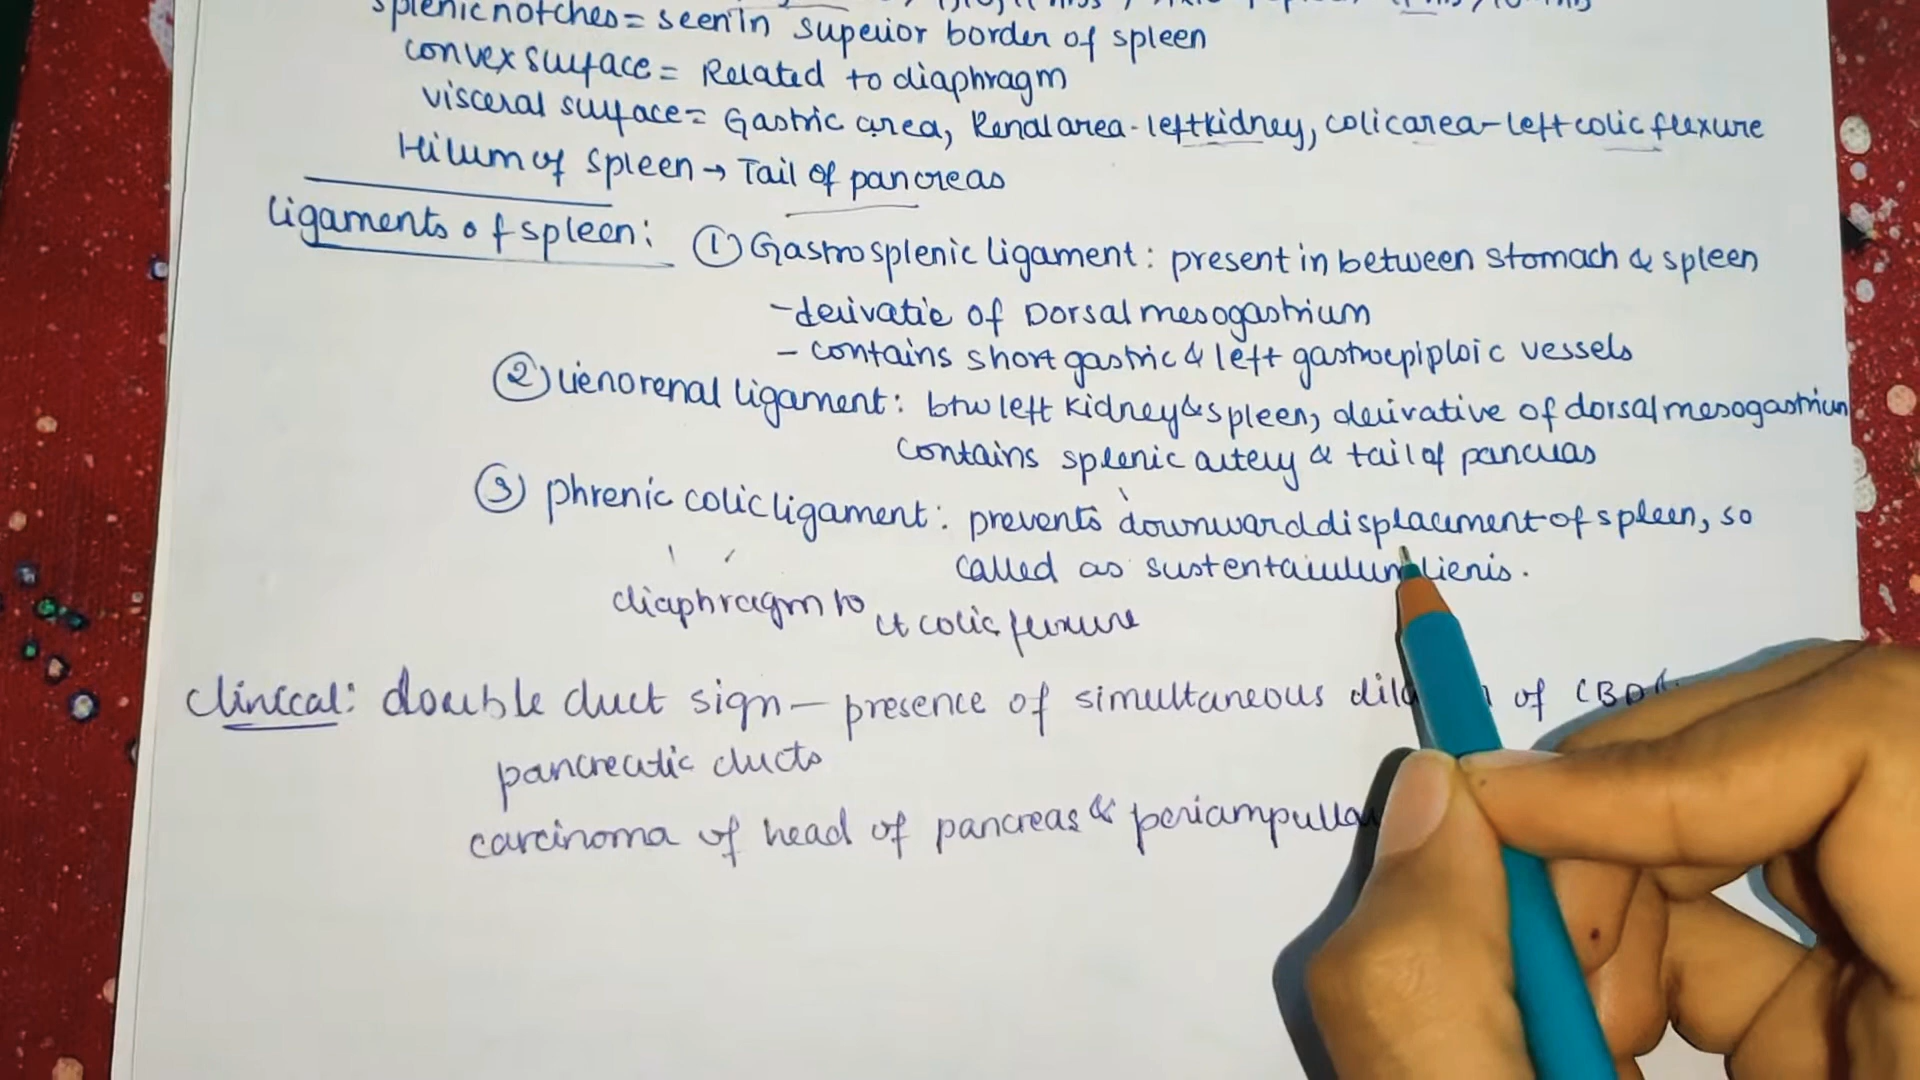 splenic notches = seen in superior border of spleen
convex surface = Related to diaphragm
visceral surface = Gastric area, Renal area - left kidney, colic area - left colic flexure
Hilum of spleen → Tail of pancreas
Ligaments of spleen: ① Gastrosplenic ligament: present in between stomach & spleen
- derivatie of Dorsal mesogastrium
- contains short gastric & left gastroepiploic vessels
② Lienorenal ligament: btw left kidney & spleen, derivative of dorsal mesogastrium
contains splenic artery & tail of pancreas
③ phrenic colic ligament: prevents downward displacement of spleen, so
called as sustentaculum lienis.
diaphragm to lt colic flexure
clinical: double duct sign - presence of simultaneous of CBD
pancreatic ducts
carcinoma of head of pancreas &